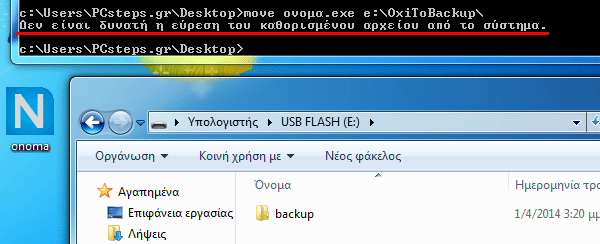 c:\Users\PCsteps.gr\Desktop>move ονομα.exe e:\OxiToBackup\
Δεν είναι δυνατή η εύρεση του καθορισμένου αρχείου από το σύστημα.
c:\Users\PCsteps.gr\Desktop>
N
onoma
Υπολογιστής USB FLASH (E:)
Οργάνωση Κοινή χρήση με Νέος φάκελος
Αγαπημένα
Επιφάνεια εργασίας
Λήψεις
Όνομα Ημερομηνία τρο
backup 1/4/2014 3:20 μμ